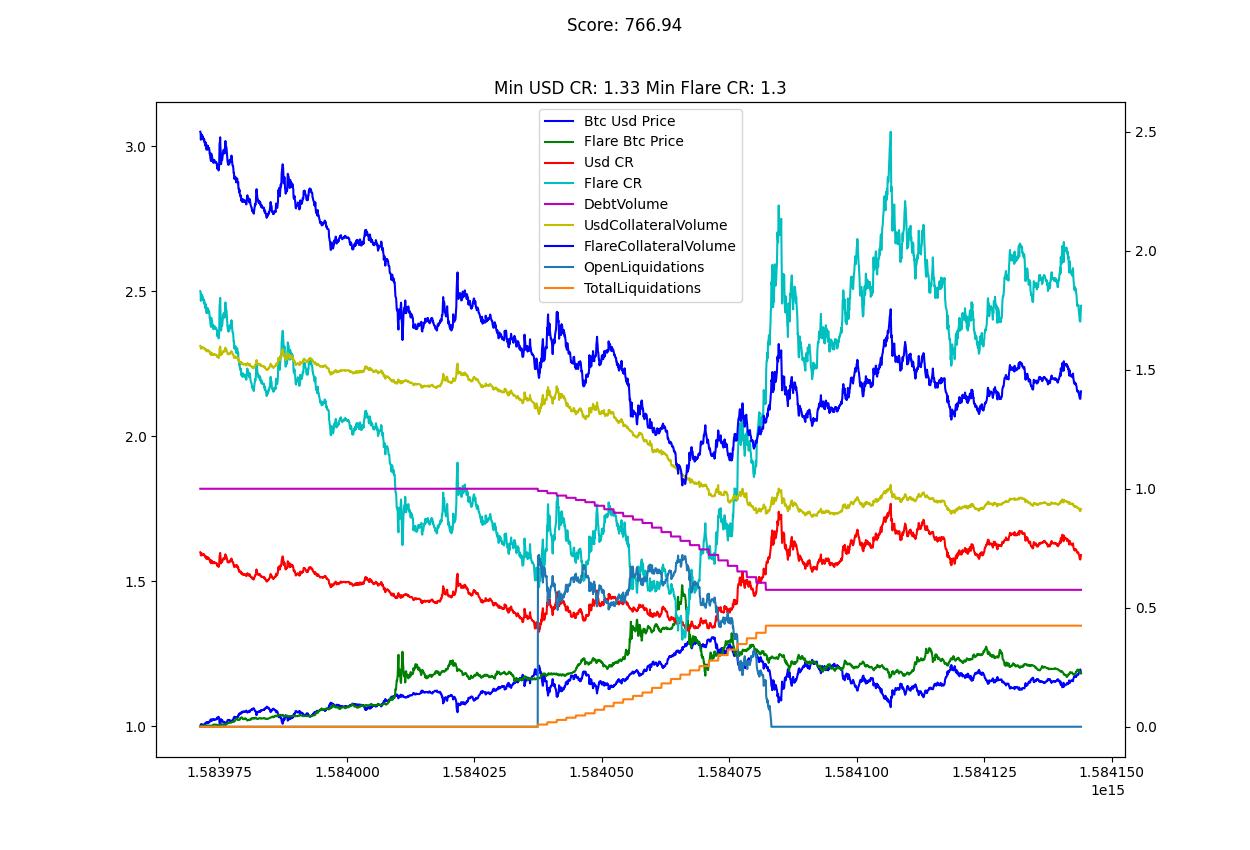 Score: 766.94
Min USD CR: 1.33 Min Flare CR: 1.3
Btc Usd Price
Flare Btc Price
Usd CR
Flare CR
DebtVolume
UsdCollateralVolume
FlareCollateralVolume
OpenLiquidations
TotalLiquidations
3.0
2.5
2.0
1.5
1.0
2.5
2.0
1.5
1.0
0.5
0.0
1.583975
1.584000
1.584025
1.584050
1.584075
1.584100
1.584125
1.584150
1e15